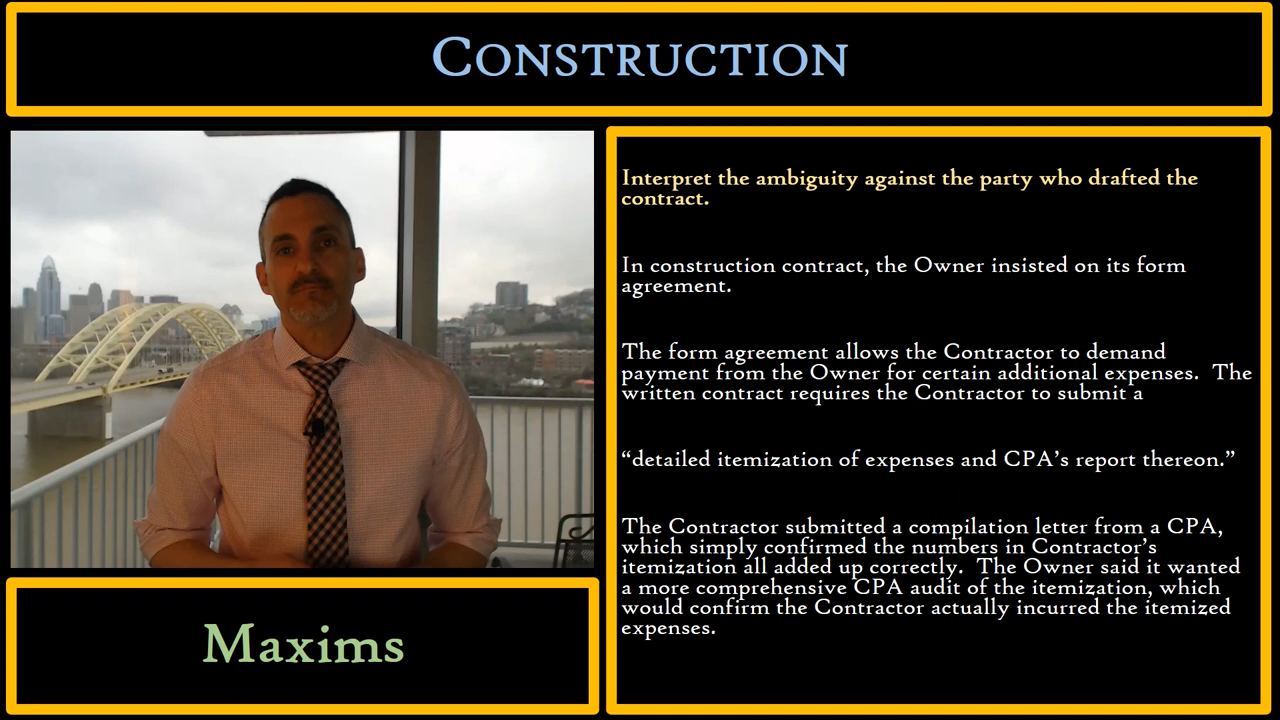 CONSTRUCTION
Interpret the ambiguity against the party who drafted the
contract.
In construction contract, the Owner insisted on its form
agreement.
The form agreement allows the Contractor to demand
payment from the Owner for certain additional expenses.  The
written contract requires the Contractor to submit a
“detailed itemization of expenses and CPA’s report thereon.”
The Contractor submitted a compilation letter from a CPA,
which simply confirmed the numbers in Contractor’s
itemization all added up correctly.  The Owner said it wanted
a more comprehensive CPA audit of the itemization, which
would confirm the Contractor actually incurred the itemized
expenses.
Maxims